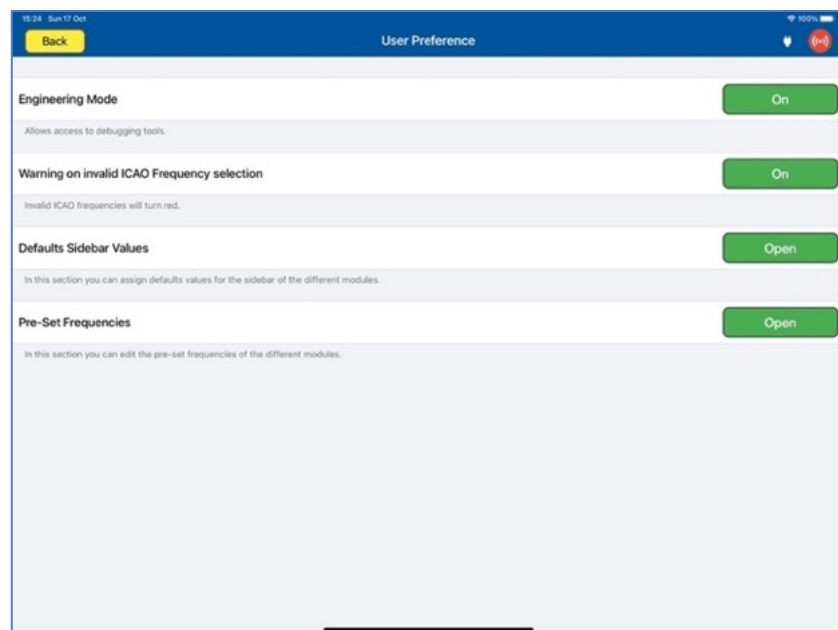 15:24 Sun 17 Oct
100%
Back
User Preference
Engineering Mode
On
Allows access to debugging tools.
Warning on invalid ICAO Frequency selection
On
Invalid ICAO frequencies will turn red.
Defaults Sidebar Values
Open
In this section you can assign defaults values for the sidebar of the different modules.
Pre-Set Frequencies
Open
In this section you can edit the pre-set frequencies of the different modules.